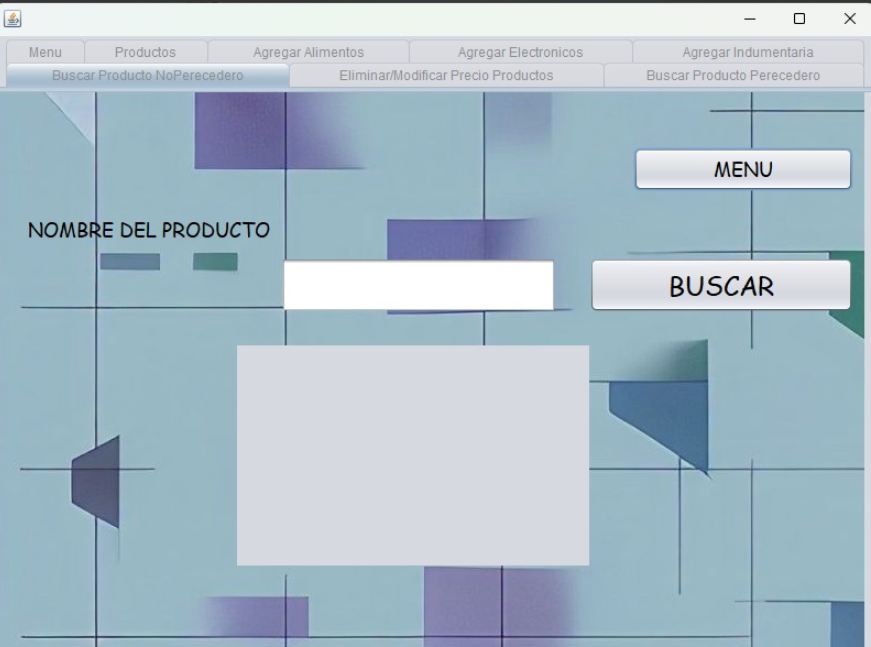 Menu Productos Agregar Alimentos Agregar Electronicos Agregar Indumentaria
Buscar Producto NoPerecedero Eliminar/Modificar Precio Productos Buscar Producto Perecedero
MENU
NOMBRE DEL PRODUCTO
BUSCAR